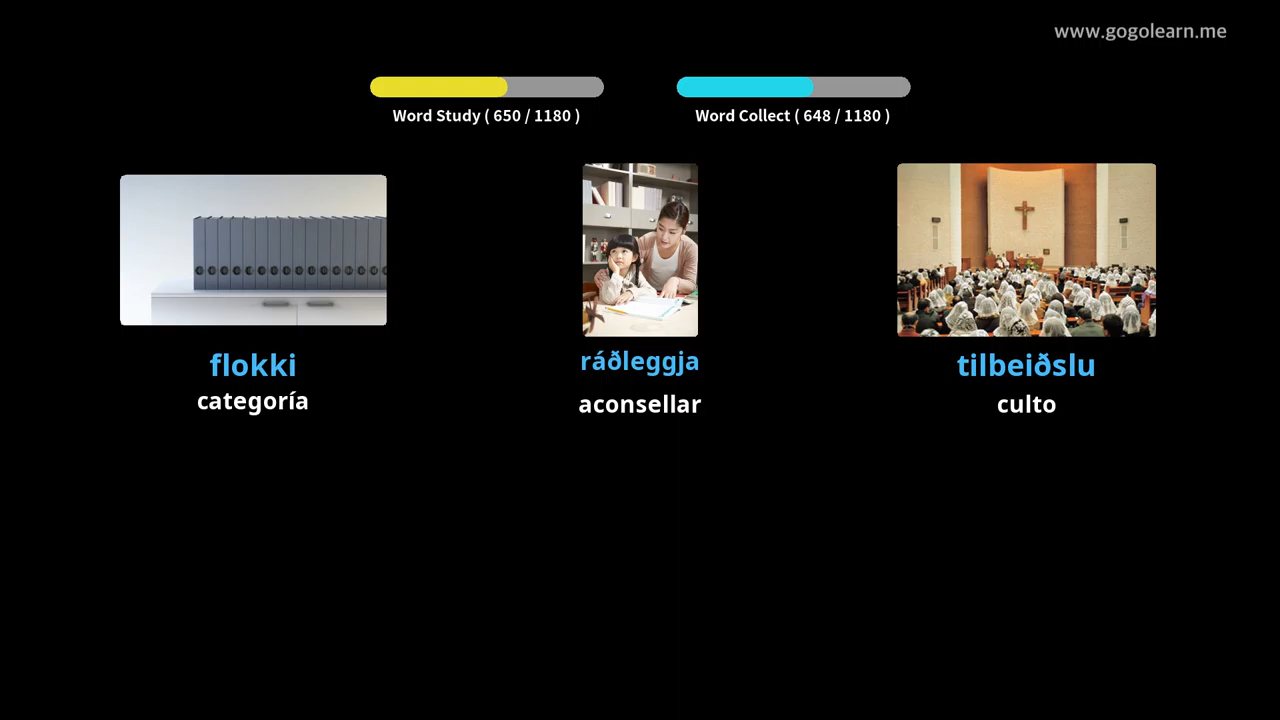 www.gogolearn.me
Word Study ( 650 / 1180 )
Word Collect ( 648 / 1180 )
flokki
categoría
ráðleggja
aconsellar
tilbeiðslu
culto